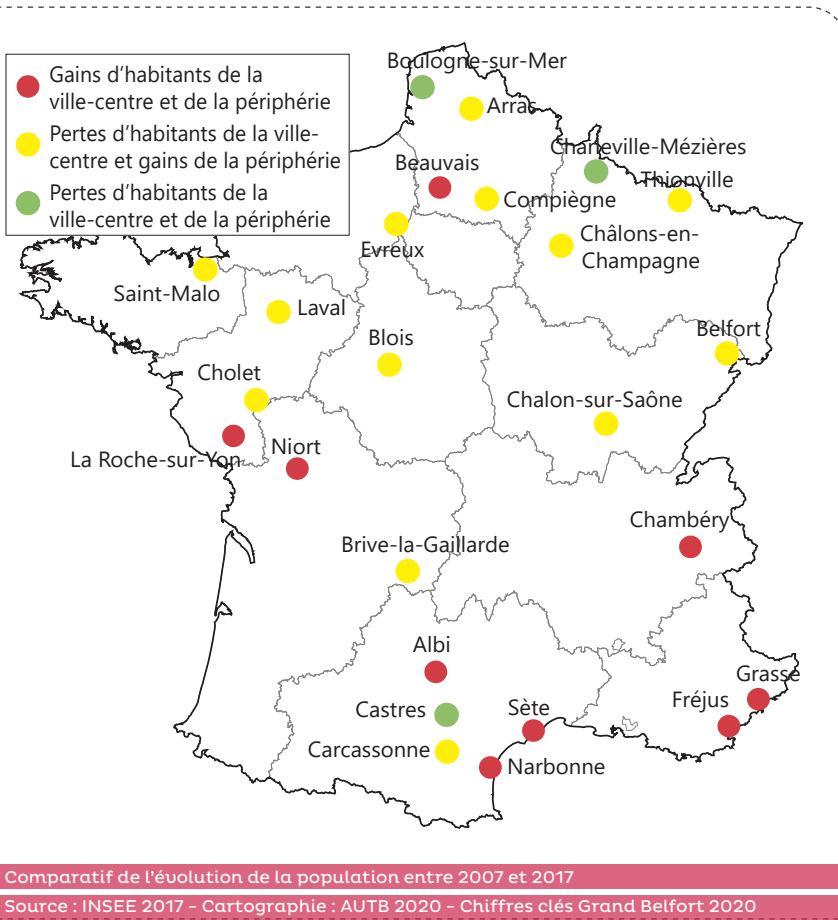 Gains d’habitants de la
ville-centre et de la périphérie
Pertes d’habitants de la ville-
centre et gains de la périphérie
Pertes d’habitants de la
ville-centre et de la périphérie
Boulogne-sur-Mer
Arras
Charleville-Mézières
Beauvais
Thionville
Compiègne
Châlons-en-
Champagne
Evreux
Saint-Malo
Laval
Blois
Belfort
Cholet
Chalon-sur-Saône
La Roche-sur-Yon
Niort
Chambéry
Brive-la-Gaillarde
Albi
Grasse
Fréjus
Castres
Sète
Carcassonne
Narbonne
Comparatif de l’évolution de la population entre 2007 et 2017
Source : INSEE 2017 – Cartographie : AUTB 2020 – Chiffres clés Grand Belfort 2020